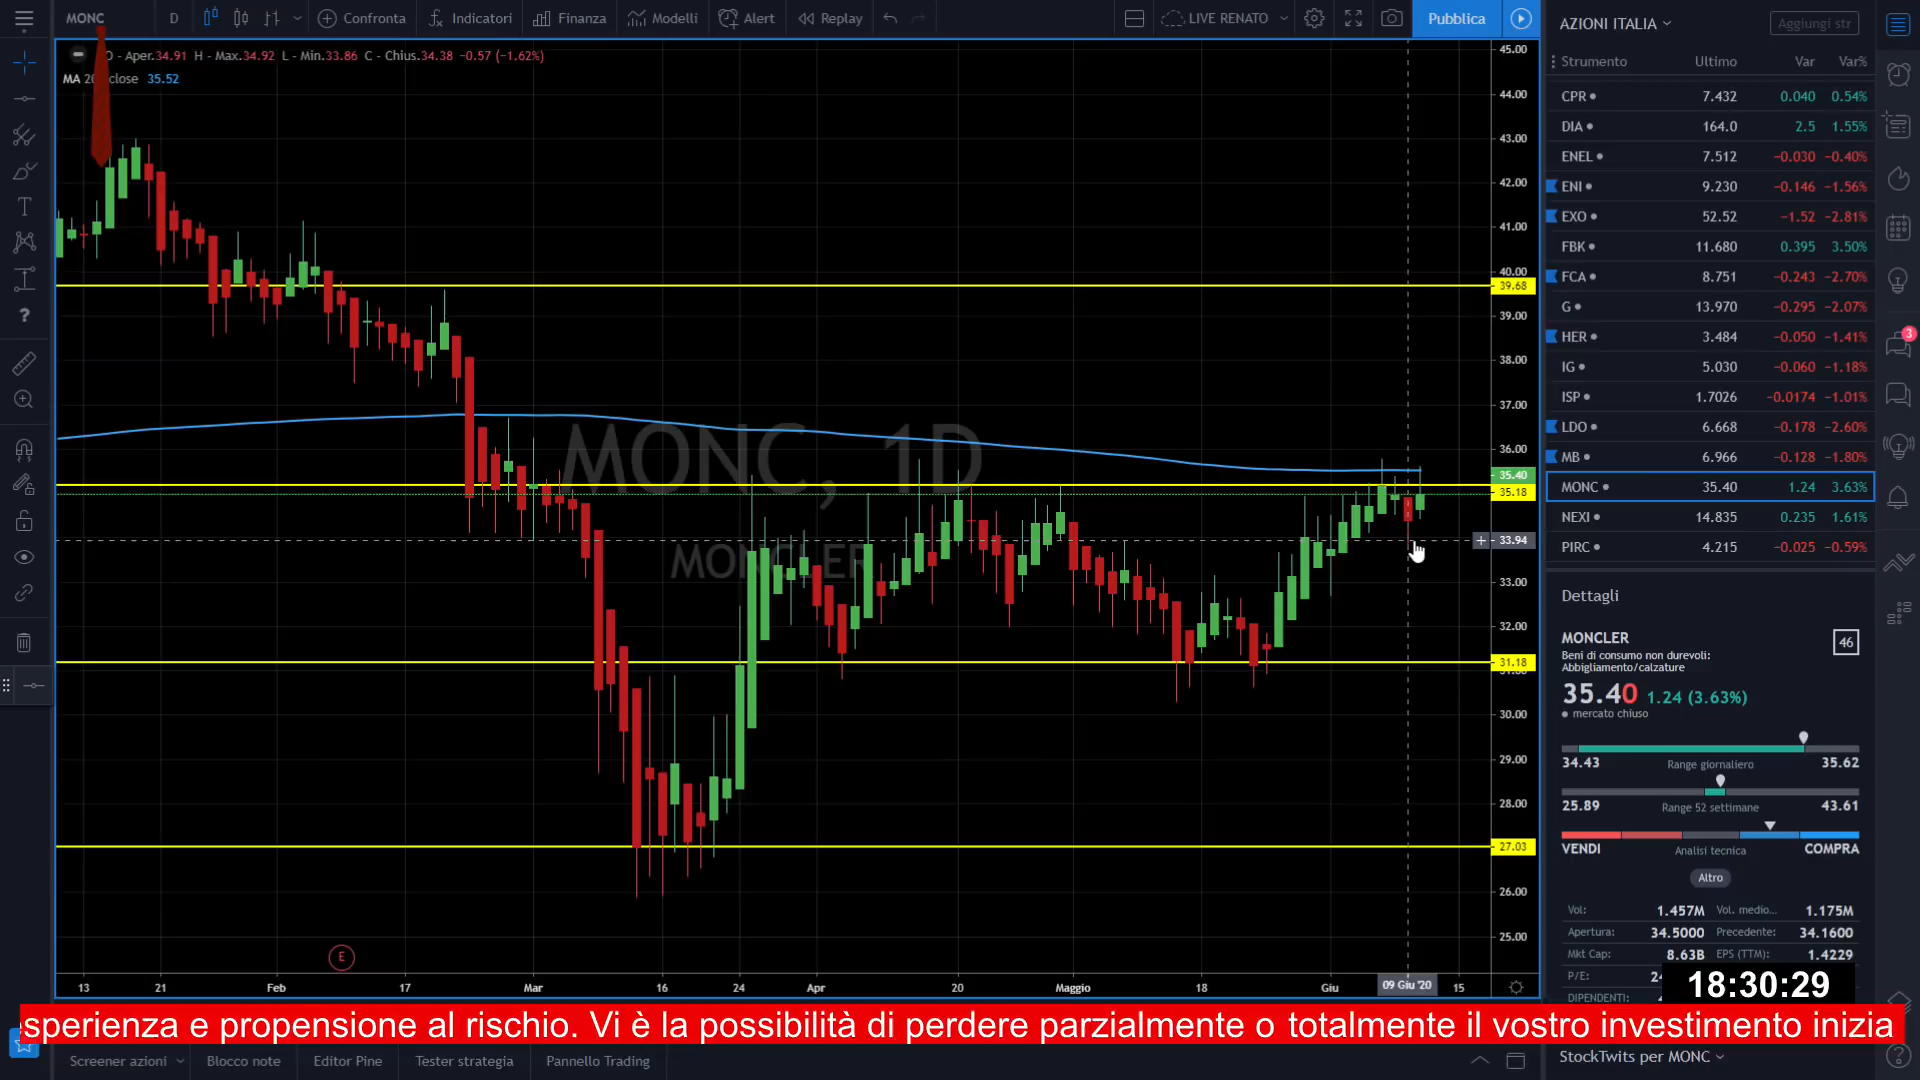 MONC D Confronta Indicatori Finanza Modelli Alert Replay LIVE RENATO Pubblica
O - Aper.34.91 H - Max.34.92 L - Min.33.86 C - Chius.34.38 −0.57 (−1.62%)
MA 20 close 35.52
MONC, 1D
MONCLER
45.00
44.00
43.00
42.00
41.00
40.00
39.68
39.00
38.00
37.00
36.00
35.40
35.18
33.94
33.00
32.00
31.18
30.00
29.00
28.00
27.03
26.00
25.00
E
13 21 Feb 17 Mar 16 24 Apr 20 Maggio 18 Giu 09 Giu '20 15
AZIONI ITALIA Aggiungi str
Strumento Ultimo Var Var%
CPR 7.432 0.040 0.54%
DIA 164.0 2.5 1.55%
ENEL 7.512 −0.030 −0.40%
ENI 9.230 −0.146 −1.56%
EXO 52.52 −1.52 −2.81%
FBK 11.680 0.395 3.50%
FCA 8.751 −0.243 −2.70%
G 13.970 −0.295 −2.07%
HER 3.484 −0.050 −1.41%
IG 5.030 −0.060 −1.18%
ISP 1.7026 −0.0174 −1.01%
LDO 6.668 −0.178 −2.60%
MB 6.966 −0.128 −1.80%
MONC 35.40 1.24 3.63%
NEXI 14.835 0.235 1.61%
PIRC 4.215 −0.025 −0.59%
3
Dettagli
MONCLER 46
Beni di consumo non durevoli:
Abbigliamento/calzature
35.40 1.24 (3.63%)
mercato chiuso
34.43 Range giornaliero 35.62
25.89 Range 52 settimane 43.61
VENDI Analisi tecnica COMPRA
Altro
Vol: 1.457M Vol. medio... 1.175M
Apertura: 34.5000 Precedente: 34.1600
Mkt Cap: 8.63B EPS (TTM): 1.4229
P/E:
DIPENDENTI:
18:30:29
sperienza e propensione al rischio. Vi è la possibilità di perdere parzialmente o totalmente il vostro investimento inizia
Screener azioni Blocco note Editor Pine Tester strategia Pannello Trading
StockTwits per MONC